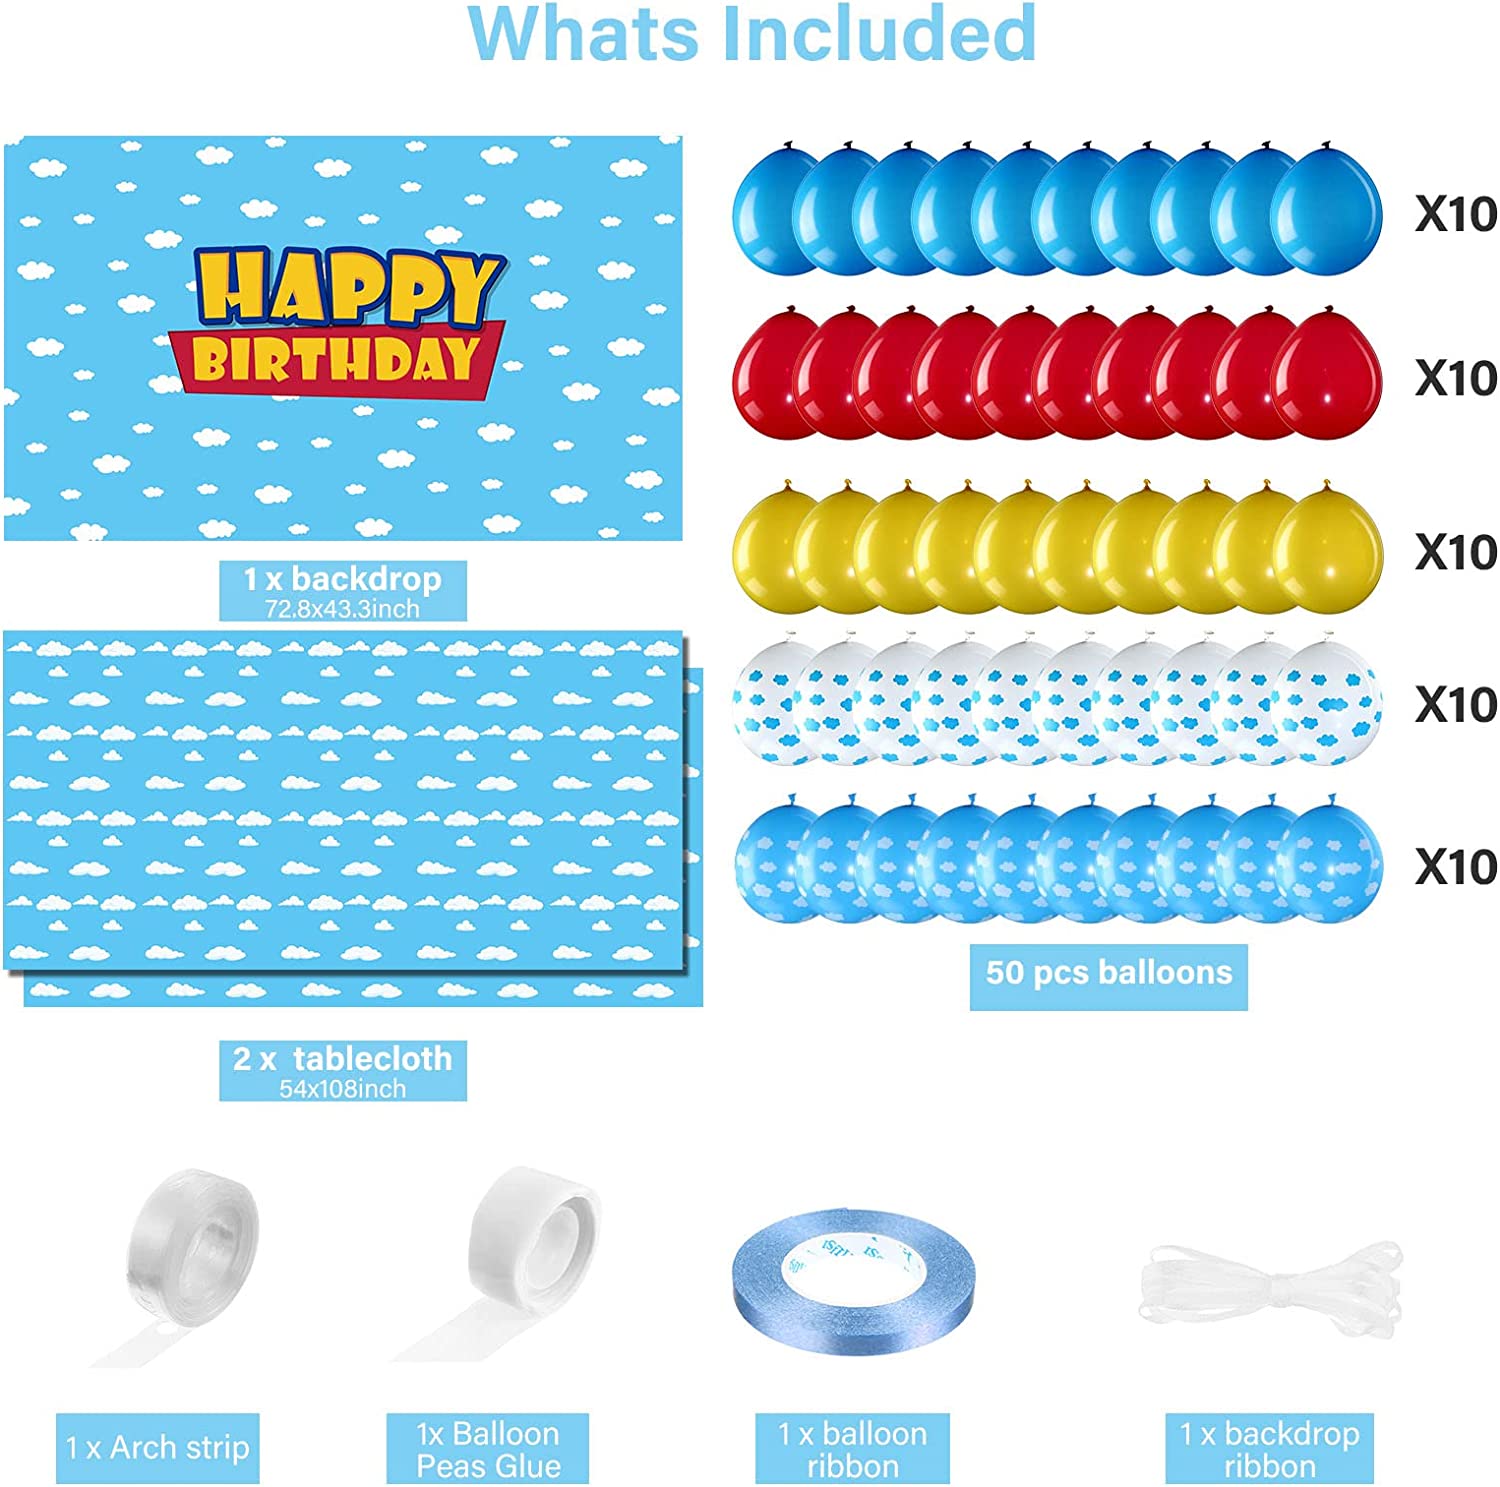 Whats Included
HAPPY
BIRTHDAY
1 x backdrop
72.8x43.3inch
2 x tablecloth
54x108inch
X10
X10
X10
X10
X10
50 pcs balloons
1 x Arch strip
1x Balloon
Peas Glue
1 x balloon
ribbon
1 x backdrop
ribbon